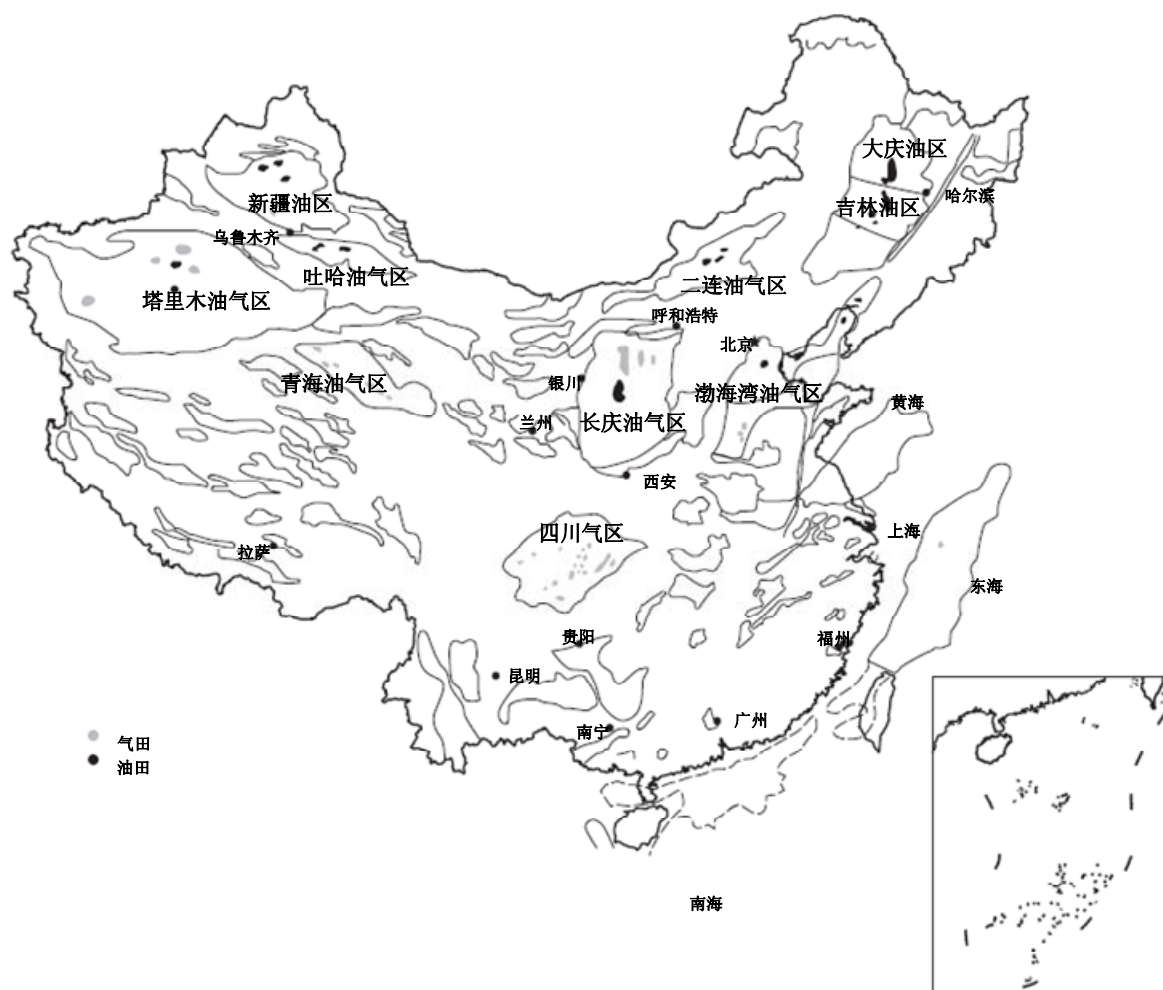 大庆油区
哈尔滨
吉林油区
新疆油区
乌鲁木齐
吐哈油气区
二连油气区
塔里木油气区
呼和浩特
北京
青海油气区
银川
渤海湾油气区
黄海
兰州
长庆油气区
西安
四川气区
上海
拉萨
东海
贵阳
福州
昆明
南宁
广州
气田
油田
南海